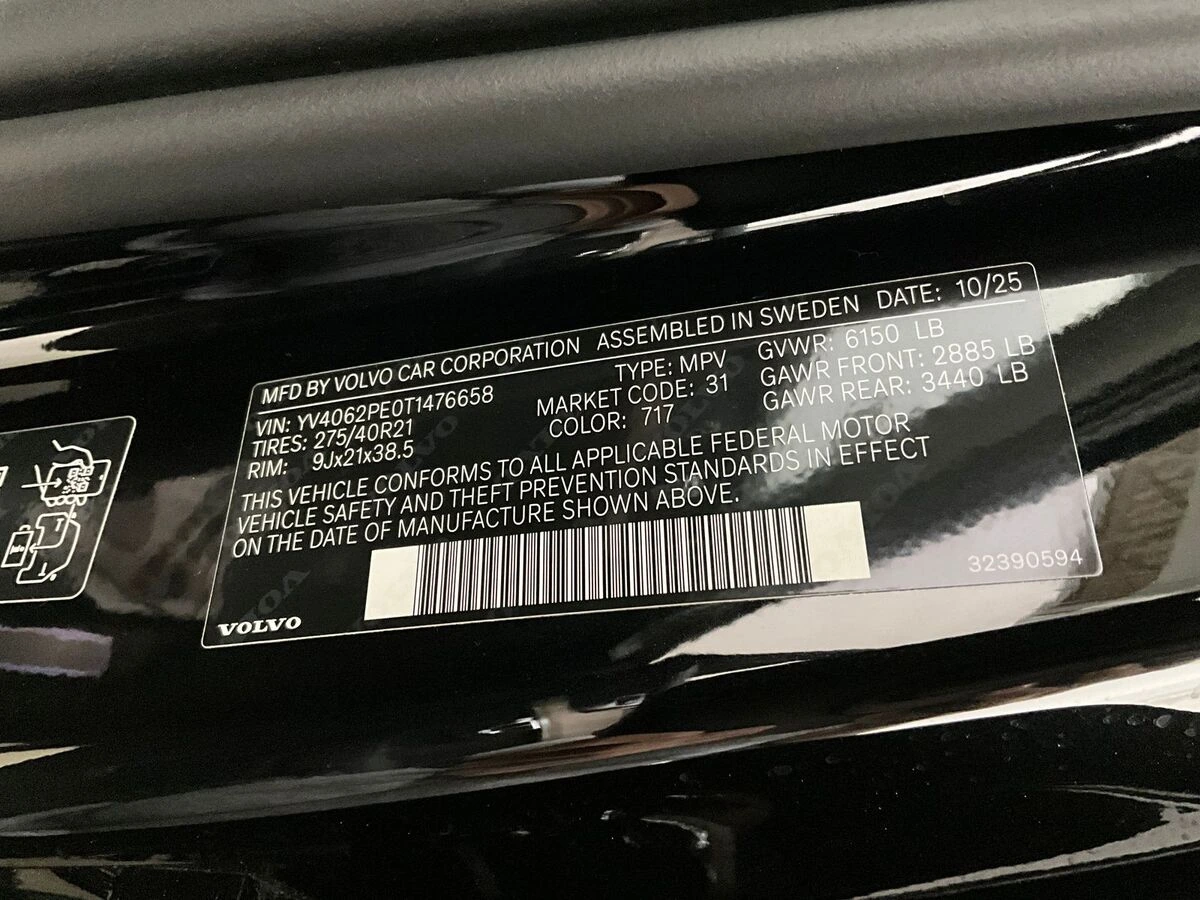 MFD BY VOLVO CAR CORPORATION ASSEMBLED IN SWEDEN DATE: 10/25
VIN: YV4062PE0T1476658 TYPE: MPV GVWR: 6150 LB
TIRES: 275/40R21 MARKET CODE: 31 GAWR FRONT: 2885 LB
RIM: 9Jx21x38.5 COLOR: 717 GAWR REAR: 3440 LB
THIS VEHICLE CONFORMS TO ALL APPLICABLE FEDERAL MOTOR
VEHICLE SAFETY AND THEFT PREVENTION STANDARDS IN EFFECT
ON THE DATE OF MANUFACTURE SHOWN ABOVE.
32390594
VOLVO